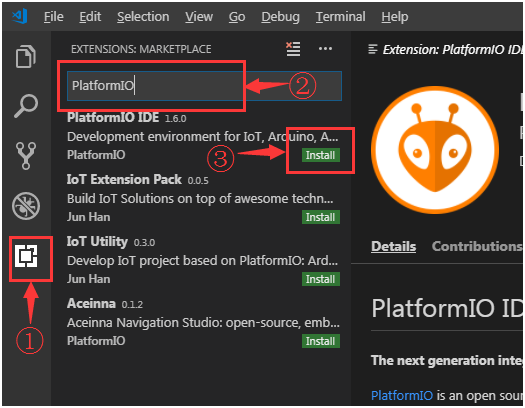 File Edit Selection View Go Debug Terminal Help
EXTENSIONS: MARKETPLACE
Extension: PlatformIO IDE
PlatformIO
②
PlatformIO IDE 1.6.0
Development environment for IoT, Arduino, A...
PlatformIO Install
③
IoT Extension Pack 0.0.5
Build IoT Solutions on top of awesome techn...
Jun Han Install
IoT Utility 0.3.0
Develop IoT project based on PlatformIO: Ard...
Jun Han Install
①
Aceinna 0.1.2
Aceinna Navigation Studio: open-source, emb...
PlatformIO Install
Details Contributions
PlatformIO ID
The next generation inte
PlatformIO is an open sour